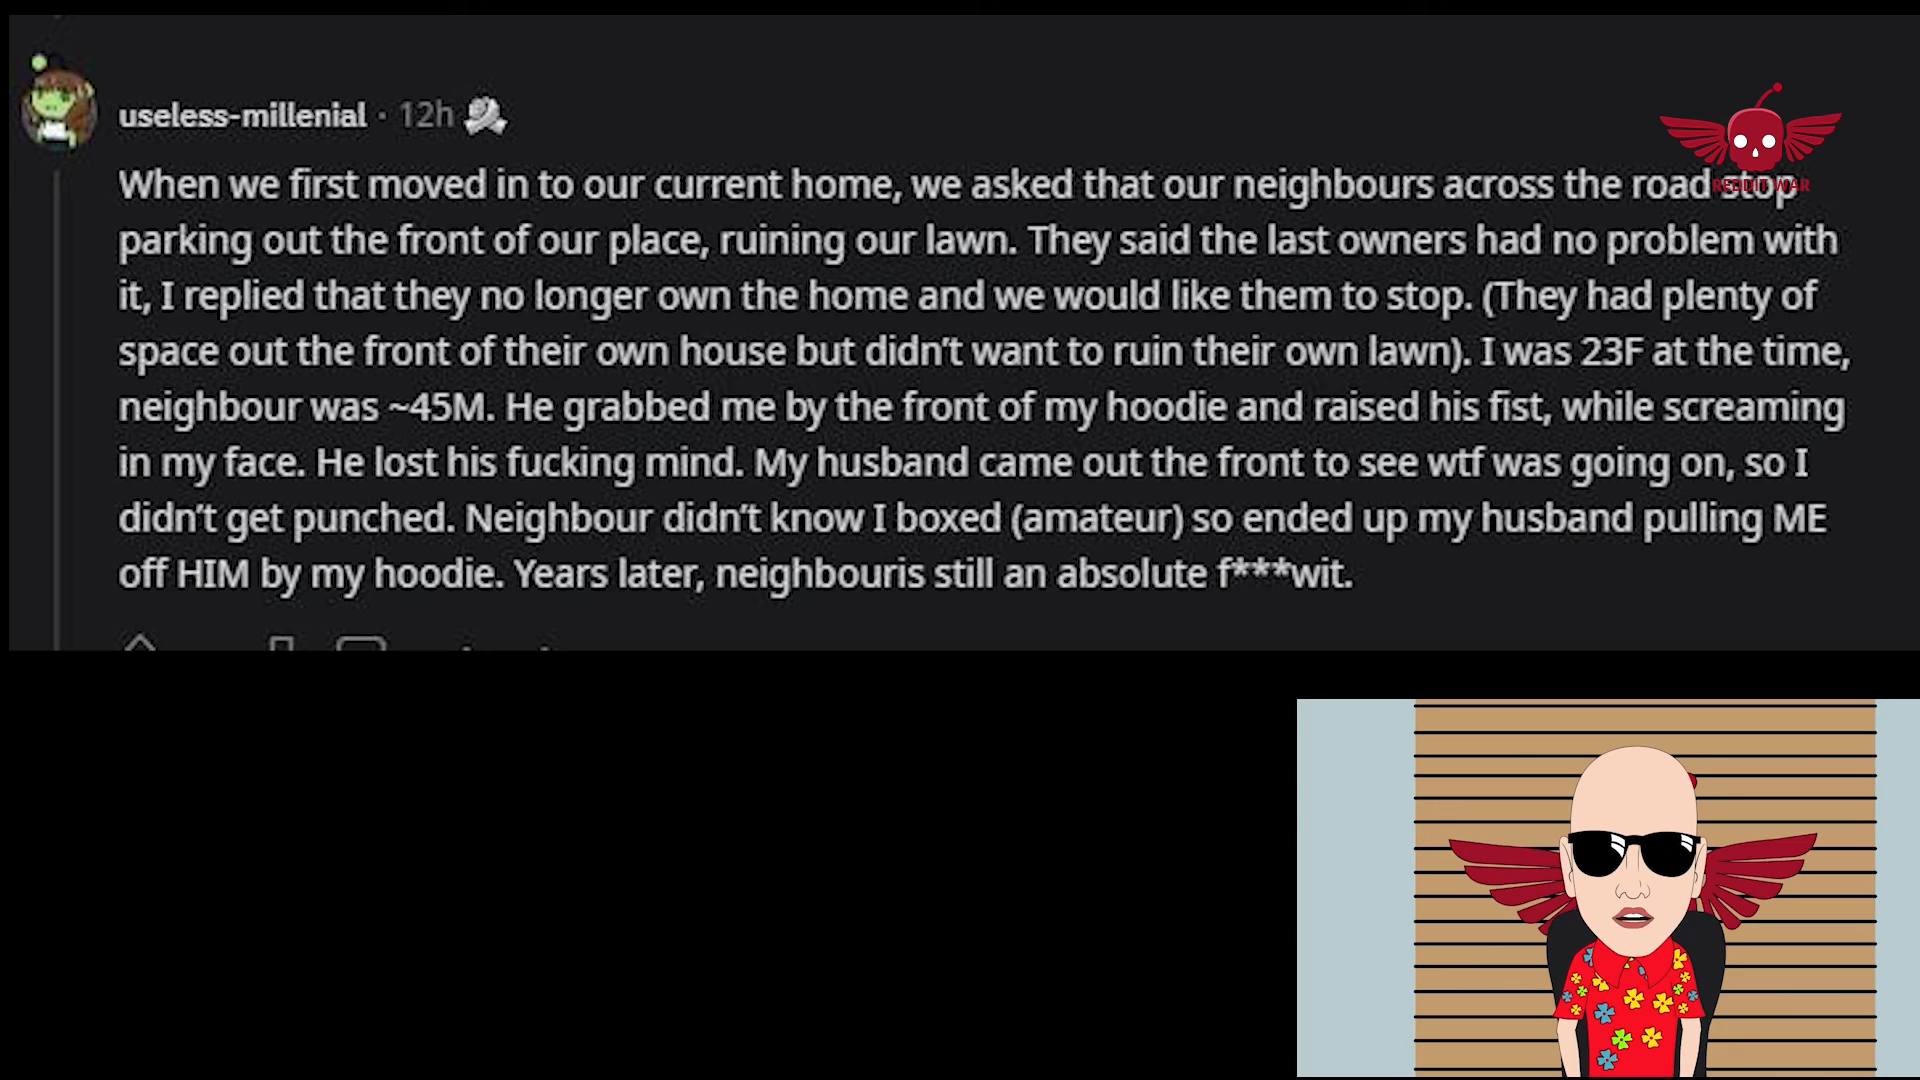 useless-millenial · 12h
REDDIT WAR
When we first moved in to our current home, we asked that our neighbours across the road stop
parking out the front of our place, ruining our lawn. They said the last owners had no problem with
it, I replied that they no longer own the home and we would like them to stop. (They had plenty of
space out the front of their own house but didn't want to ruin their own lawn). I was 23F at the time,
neighbour was ~45M. He grabbed me by the front of my hoodie and raised his fist, while screaming
in my face. He lost his fucking mind. My husband came out the front to see wtf was going on, so I
didn't get punched. Neighbour didn't know I boxed (amateur) so ended up my husband pulling ME
off HIM by my hoodie. Years later, neighbouris still an absolute f***wit.